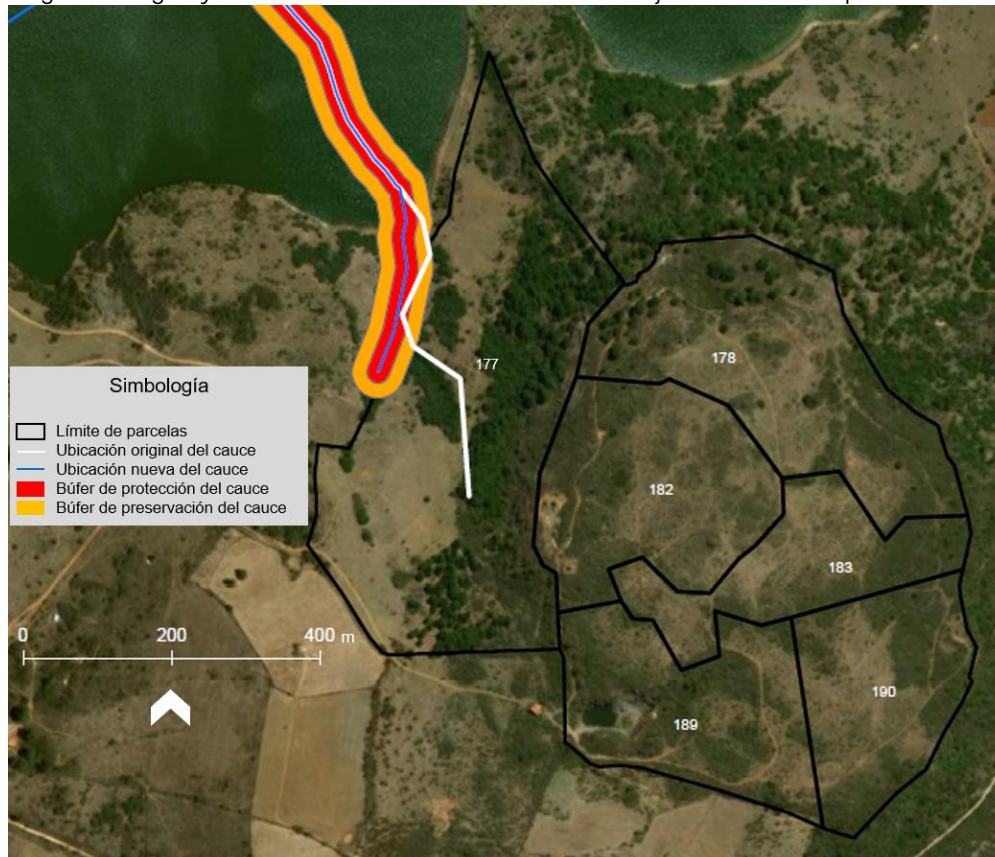 177
178
182
183
190
189
Simbología
Límite de parcelas
Ubicación original del cauce
Ubicación nueva del cauce
Búfer de protección del cauce
Búfer de preservación del cauce
0 200 400 m